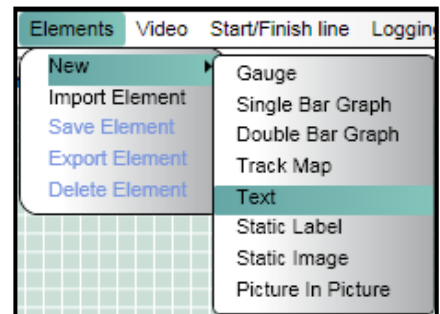 Elements Video Start/Finish line Loggin
New
Import Element
Save Element
Export Element
Delete Element
Gauge
Single Bar Graph
Double Bar Graph
Track Map
Text
Static Label
Static Image
Picture In Picture